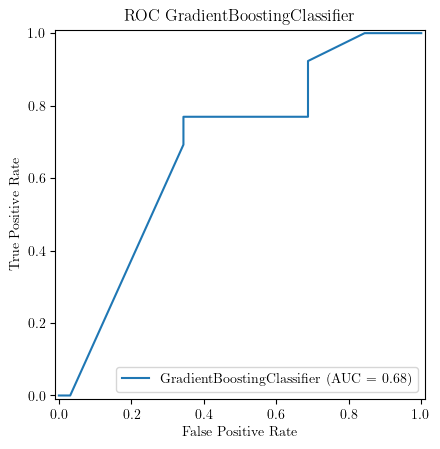 ROC GradientBoostingClassifier
True Positive Rate
1.0
0.8
0.6
0.4
0.2
0.0
GradientBoostingClassifier (AUC = 0.68)
0.0 0.2 0.4 0.6 0.8 1.0
False Positive Rate